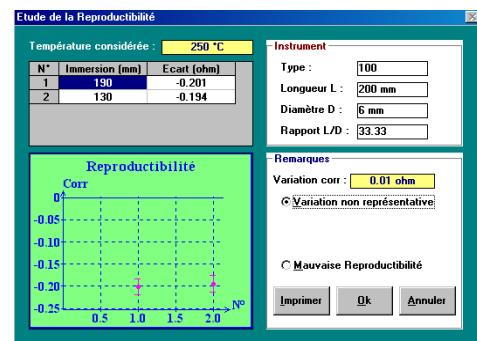 Etude de la Reproductibilité
Température considérée : 250 °C
N° Immersion (mm) Ecart (ohm)
1 190 -0.201
2 130 -0.194
Instrument
Type : 100
Longueur L : 200 mm
Diamètre D : 6 mm
Rapport L/D : 33.33
Reproductibilité
Corr
0
-0.05
-0.10
-0.15
-0.20
-0.25
0.5 1.0 1.5 2.0 N°
Remarques
Variation corr : 0.01 ohm
Variation non représentative
Mauvaise Reproductibilité
Imprimer Ok Annuler